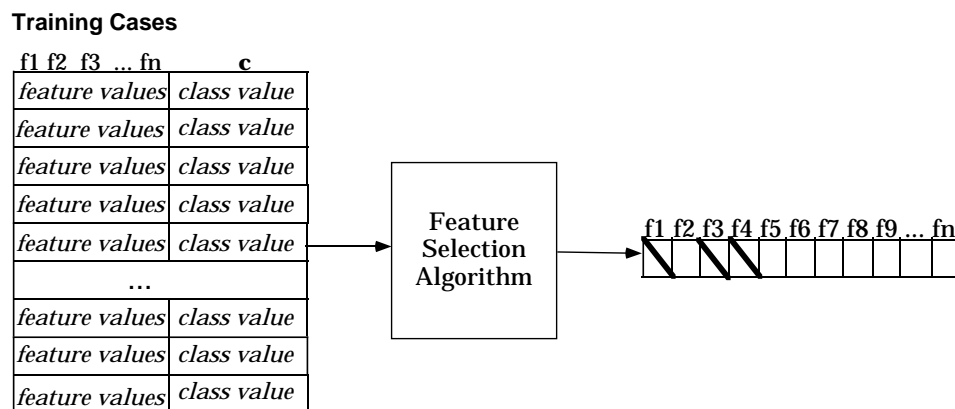 Training Cases
f1 f2 f3 ... fn c
feature values class value
feature values class value
feature values class value
feature values class value
feature values class value
...
feature values class value
feature values class value
feature values class value
Feature
Selection
Algorithm
f1 f2 f3 f4 f5 f6 f7 f8 f9 ... fn